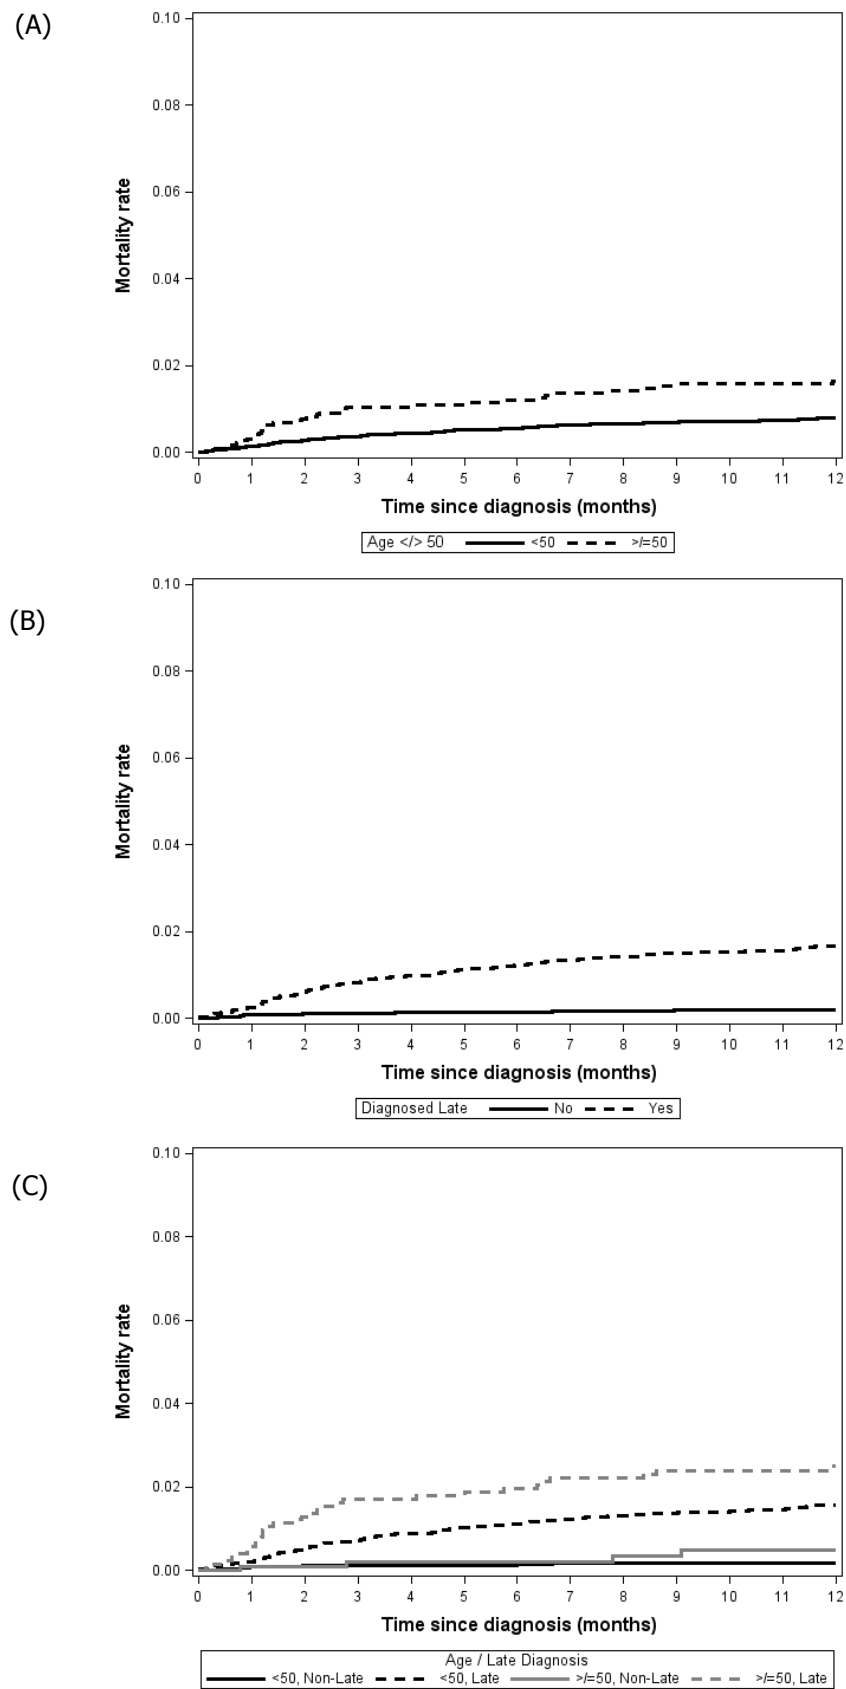 (A)
0.10
0.08
0.06
0.04
0.02
0.00
Mortality rate
0 1 2 3 4 5 6 7 8 9 10 11 12
Time since diagnosis (months)
Age </> 50 <50 >/=50
(B)
0.10
0.08
0.06
0.04
0.02
0.00
Mortality rate
0 1 2 3 4 5 6 7 8 9 10 11 12
Time since diagnosis (months)
Diagnosed Late No Yes
(C)
0.10
0.08
0.06
0.04
0.02
0.00
Mortality rate
0 1 2 3 4 5 6 7 8 9 10 11 12
Time since diagnosis (months)
Age / Late Diagnosis
<50, Non-Late <50, Late >/=50, Non-Late >/=50, Late